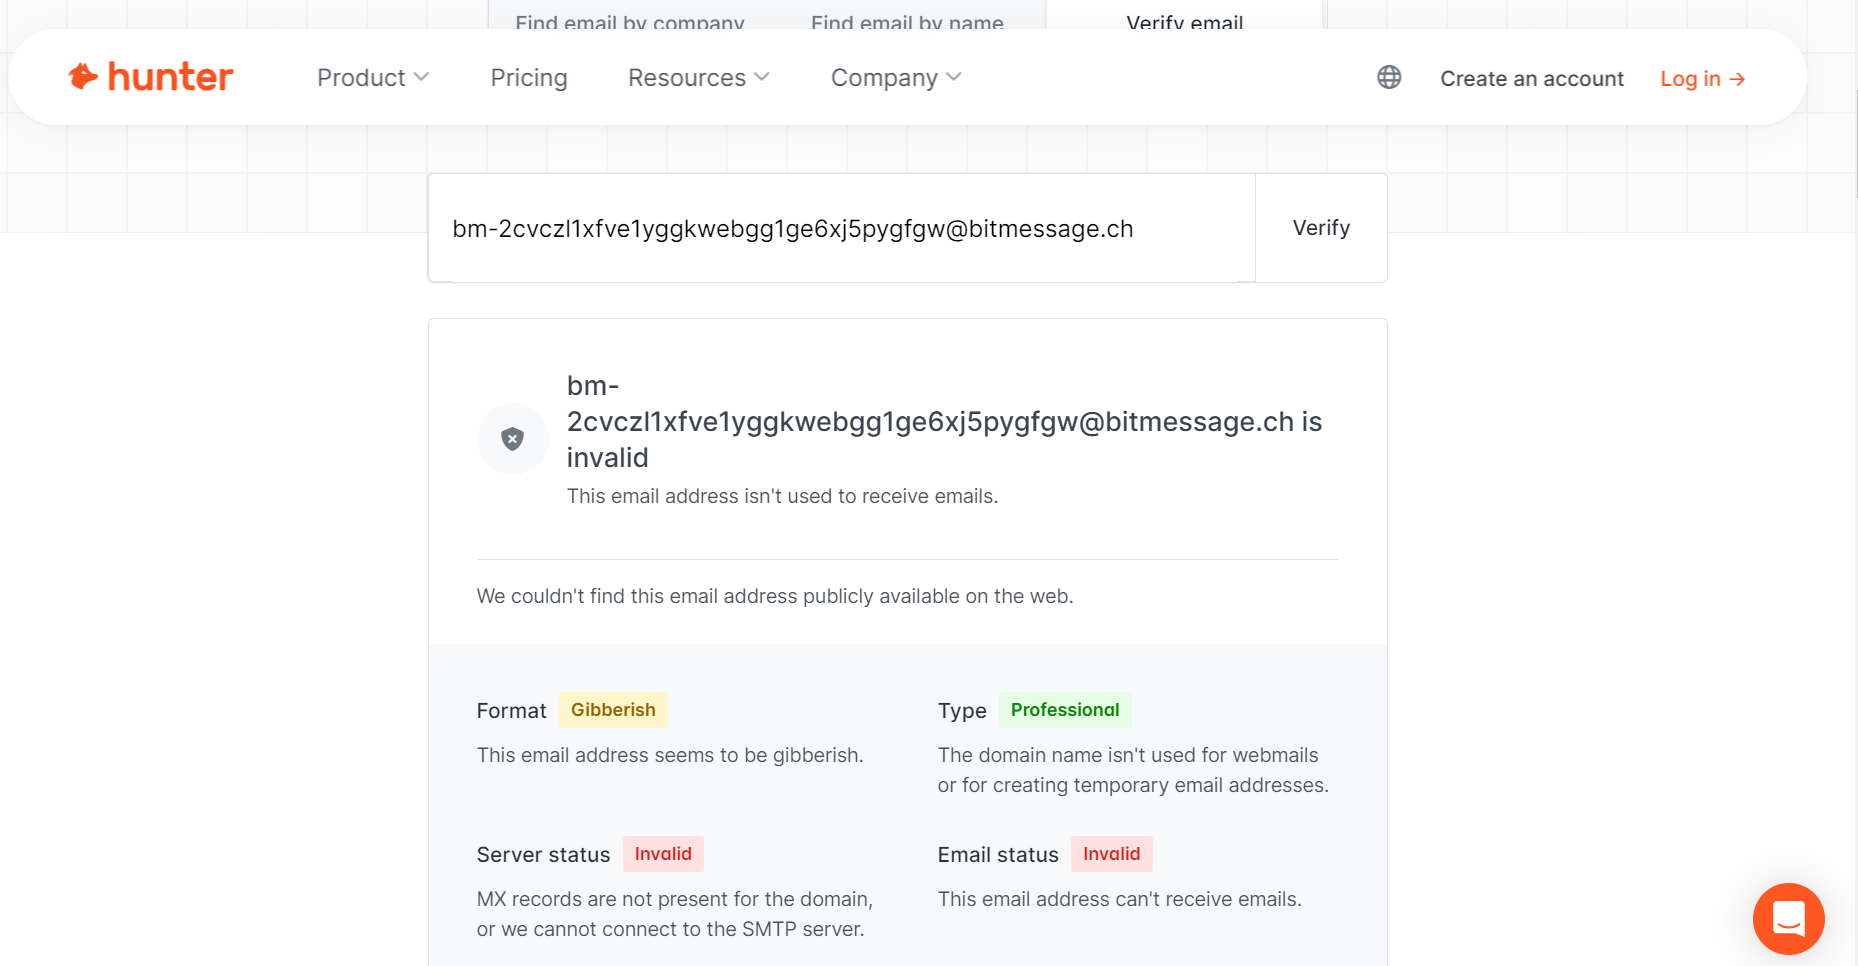 Find email by company Find email by name Verify email
hunter Product Pricing Resources Company Create an account Log in →
bm-2cvczl1xfve1yggkwebgg1ge6xj5pygfgw@bitmessage.ch Verify
bm-
2cvczl1xfve1yggkwebgg1ge6xj5pygfgw@bitmessage.ch is
invalid
This email address isn't used to receive emails.
We couldn't find this email address publicly available on the web.
Format Gibberish
This email address seems to be gibberish.
Type Professional
The domain name isn't used for webmails
or for creating temporary email addresses.
Server status Invalid
MX records are not present for the domain,
or we cannot connect to the SMTP server.
Email status Invalid
This email address can't receive emails.